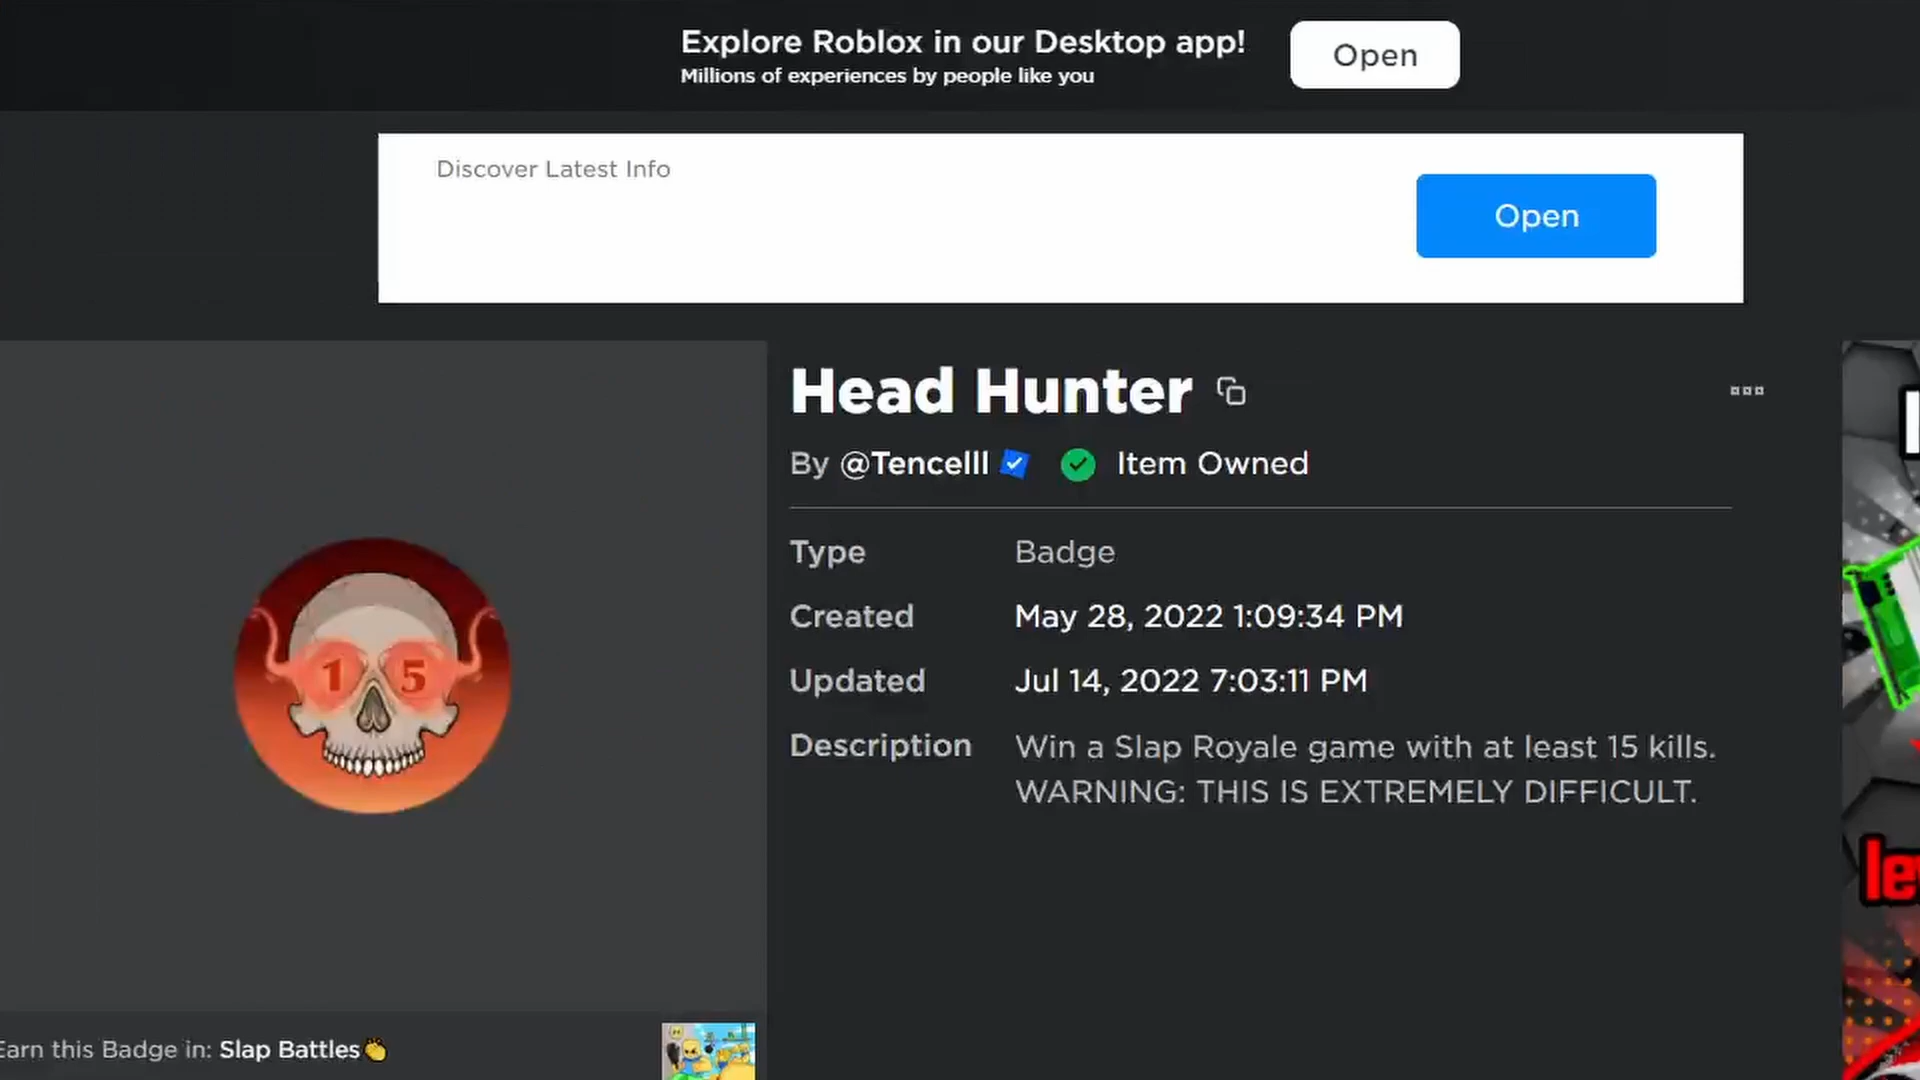 Explore Roblox in our Desktop app!
Millions of experiences by people like you
Open
Discover Latest Info
Open
Head Hunter
By @Tencelll Item Owned
Type Badge
Created May 28, 2022 1:09:34 PM
Updated Jul 14, 2022 7:03:11 PM
Description Win a Slap Royale game with at least 15 kills.
WARNING: THIS IS EXTREMELY DIFFICULT.
1 5
Earn this Badge in: Slap Battles👏